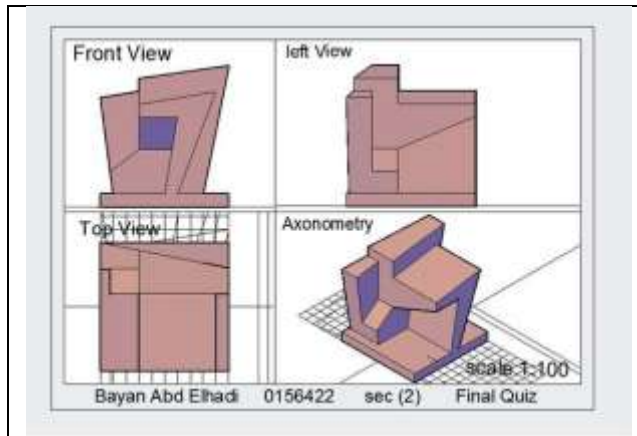 Front View
left View
Top View
Axonometry
scale 1:100
Bayan Abd Elhadi 0156422 sec (2) Final Quiz